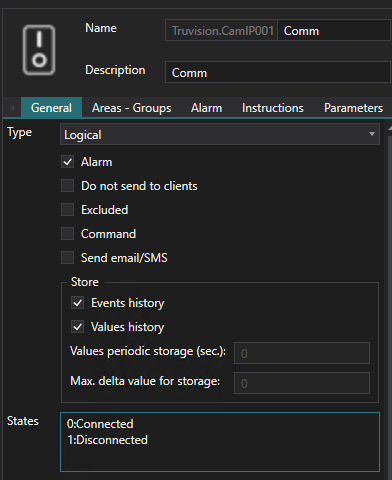 Name Truvision.CamIP001 Comm
Description Comm
General Areas - Groups Alarm Instructions Parameters
Type Logical
Alarm
Do not send to clients
Excluded
Command
Send email/SMS
Store
Events history
Values history
Values periodic storage (sec.): 0
Max. delta value for storage: 0
States 0:Connected
1:Disconnected